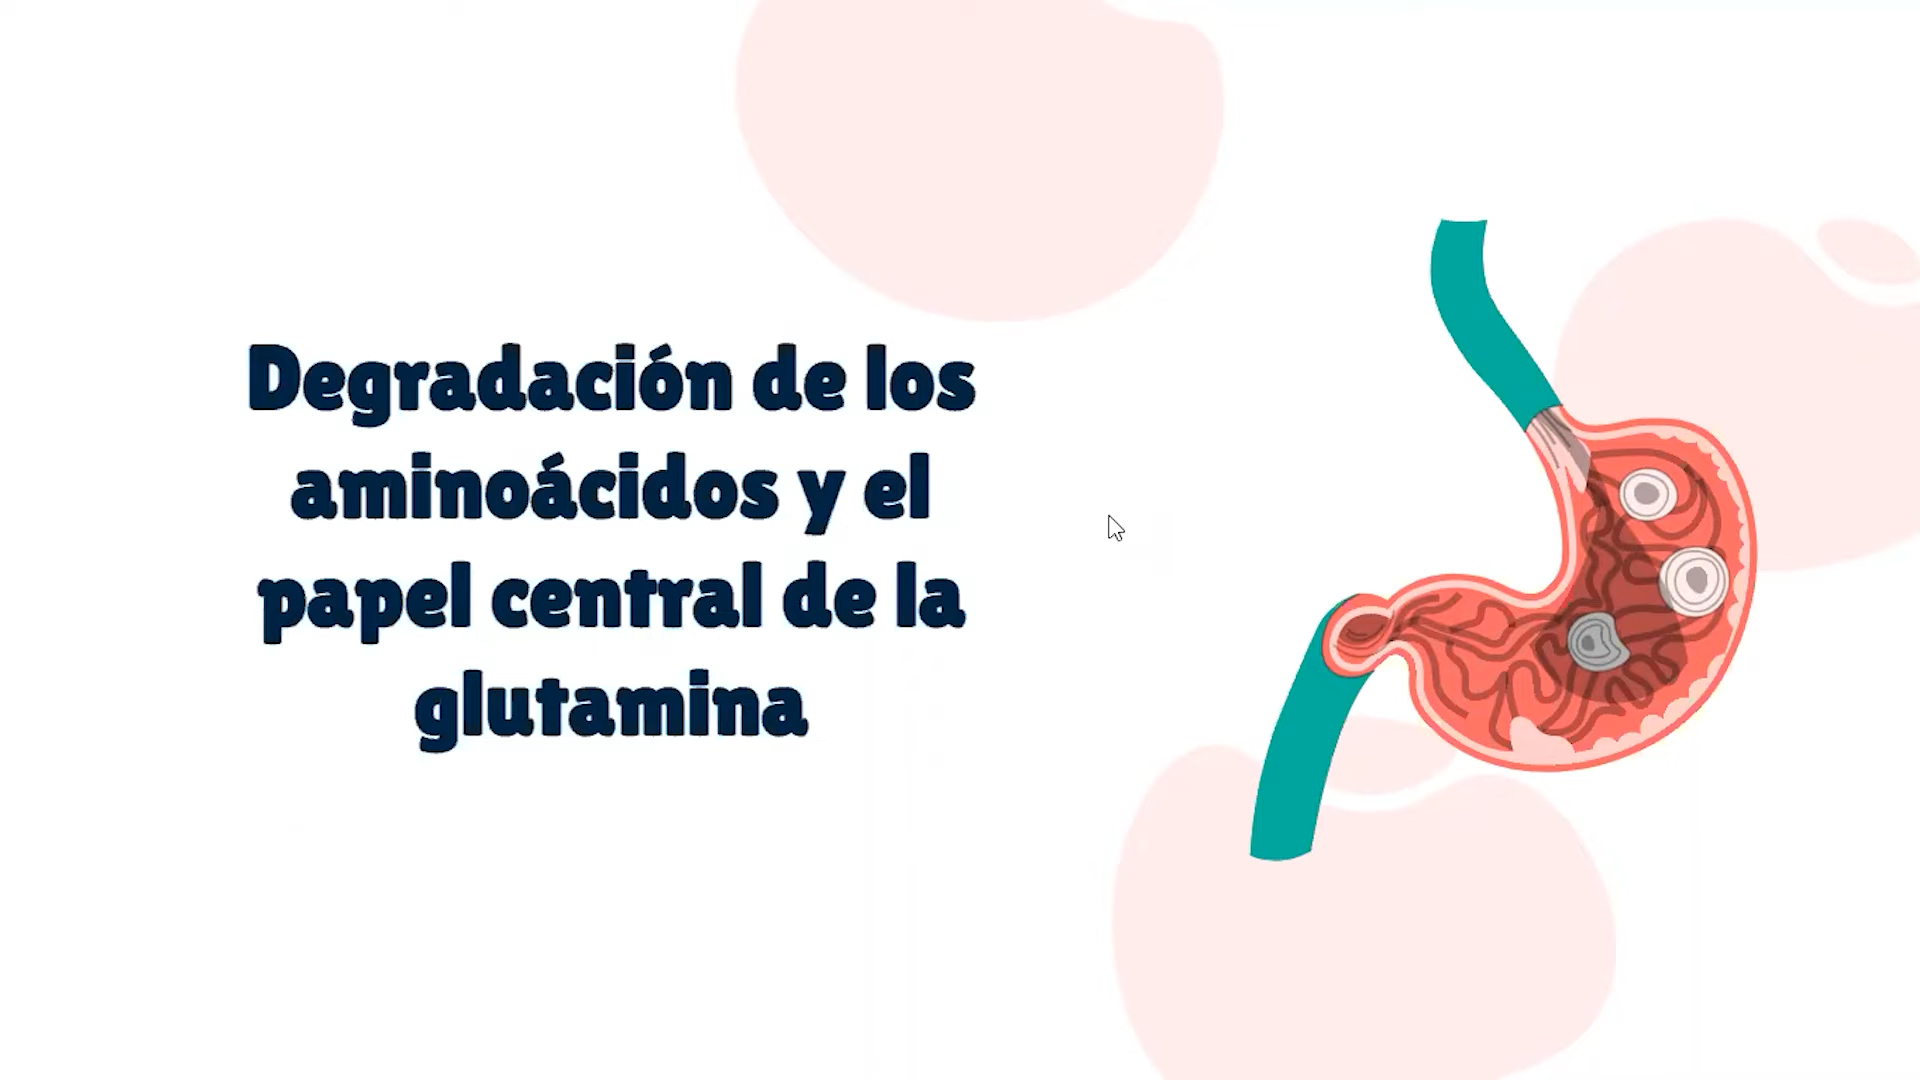 Degradación de los
aminoácidos y el
papel central de la
glutamina